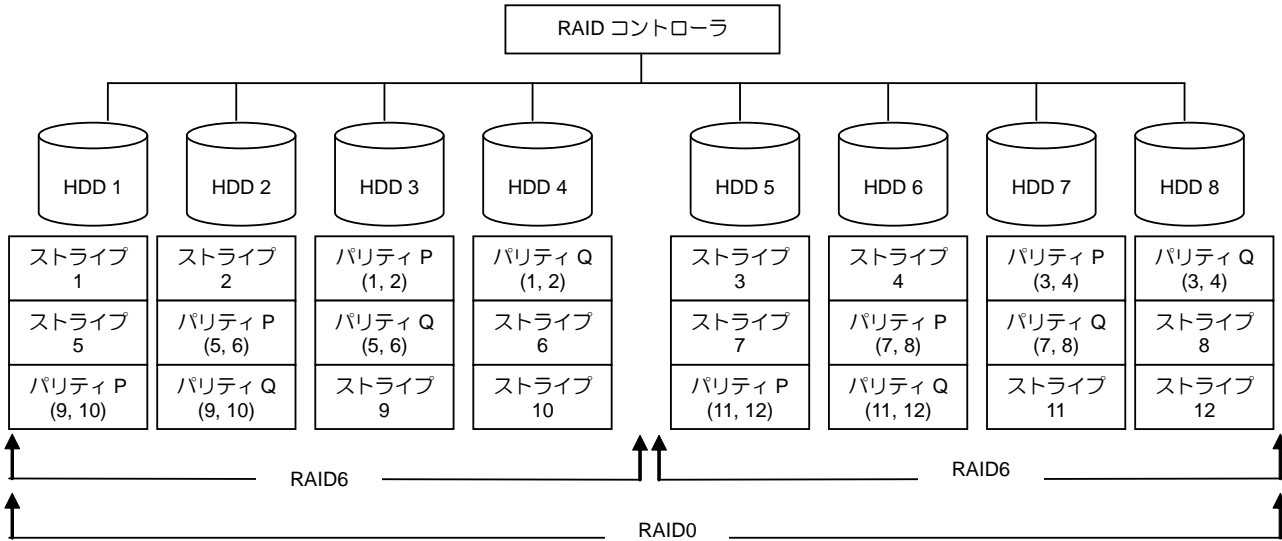 RAID コントローラ
HDD 1
HDD 2
HDD 3
HDD 4
HDD 5
HDD 6
HDD 7
HDD 8
ストライプ
1
ストライプ
2
パリティ P
(1, 2)
パリティ Q
(1, 2)
ストライプ
3
ストライプ
4
パリティ P
(3, 4)
パリティ Q
(3, 4)
ストライプ
5
パリティ P
(5, 6)
パリティ Q
(5, 6)
ストライプ
6
ストライプ
7
パリティ P
(7, 8)
パリティ Q
(7, 8)
ストライプ
8
パリティ P
(9, 10)
パリティ Q
(9, 10)
ストライプ
9
ストライプ
10
パリティ P
(11, 12)
パリティ Q
(11, 12)
ストライプ
11
ストライプ
12
RAID6
RAID6
RAID0